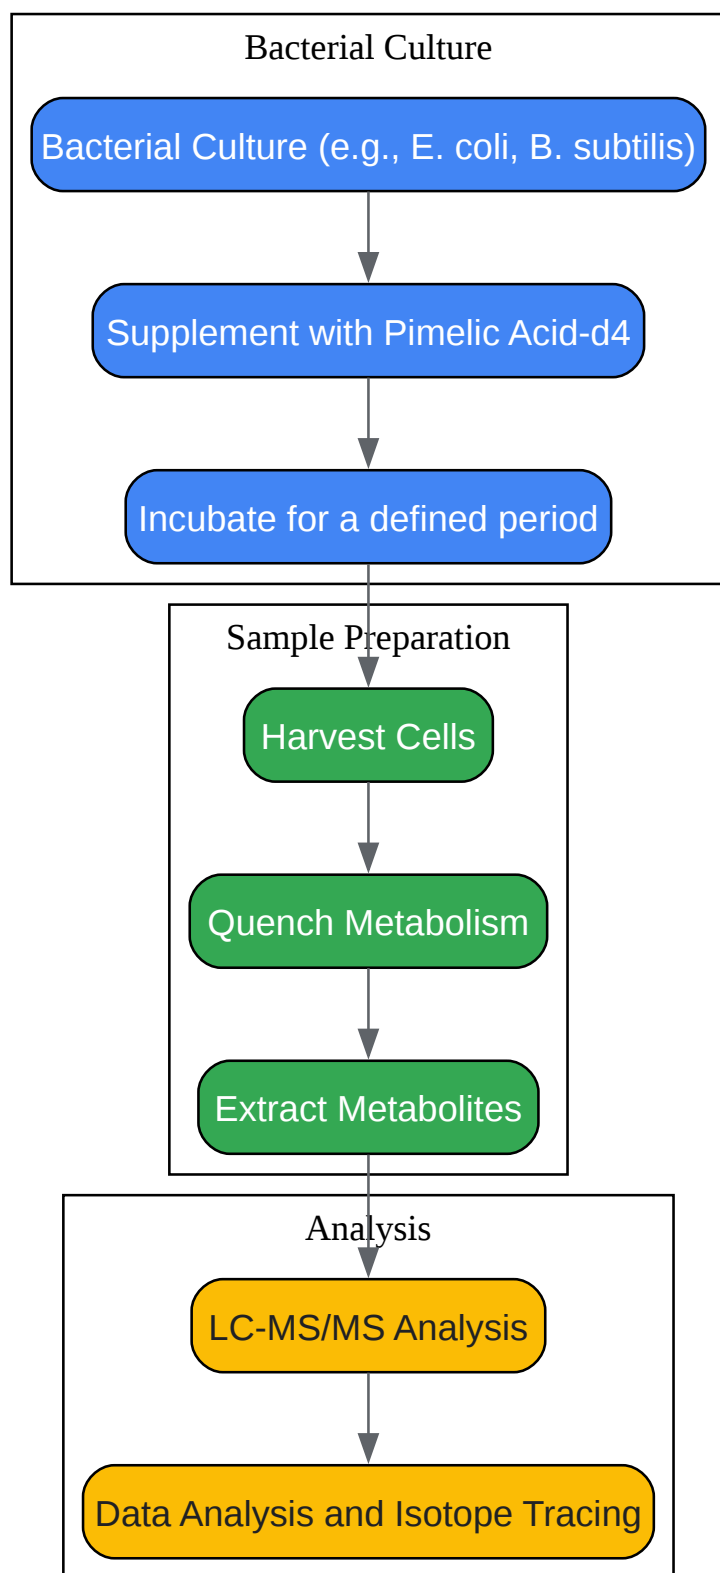 Bacterial Culture
Bacterial Culture (e.g., E. coli, B. subtilis)
Supplement with Pimelic Acid-d4
Incubate for a defined period
Sample Preparation
Harvest Cells
Quench Metabolism
Extract Metabolites
Analysis
LC-MS/MS Analysis
Data Analysis and Isotope Tracing